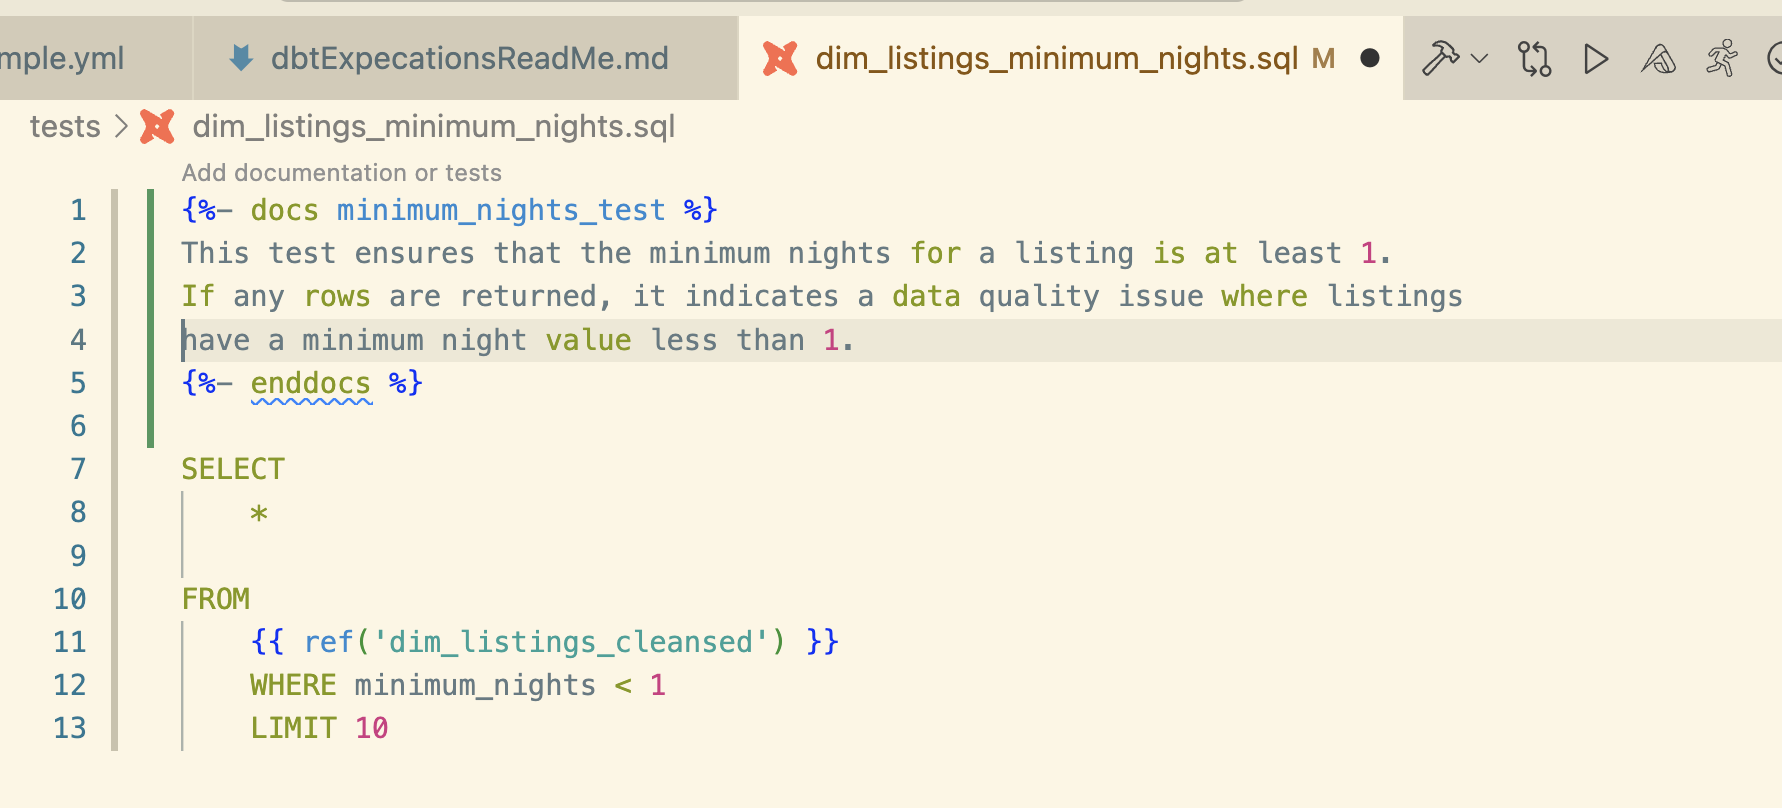 mple.yml dbtExpecationsReadMe.md dim_listings_minimum_nights.sql M
tests > dim_listings_minimum_nights.sql
Add documentation or tests
1 {%- docs minimum_nights_test %}
2 This test ensures that the minimum nights for a listing is at least 1.
3 If any rows are returned, it indicates a data quality issue where listings
4 have a minimum night value less than 1.
5 {%- enddocs %}
6
7 SELECT
8 *
9
10 FROM
11 {{ ref('dim_listings_cleansed') }}
12 WHERE minimum_nights < 1
13 LIMIT 10